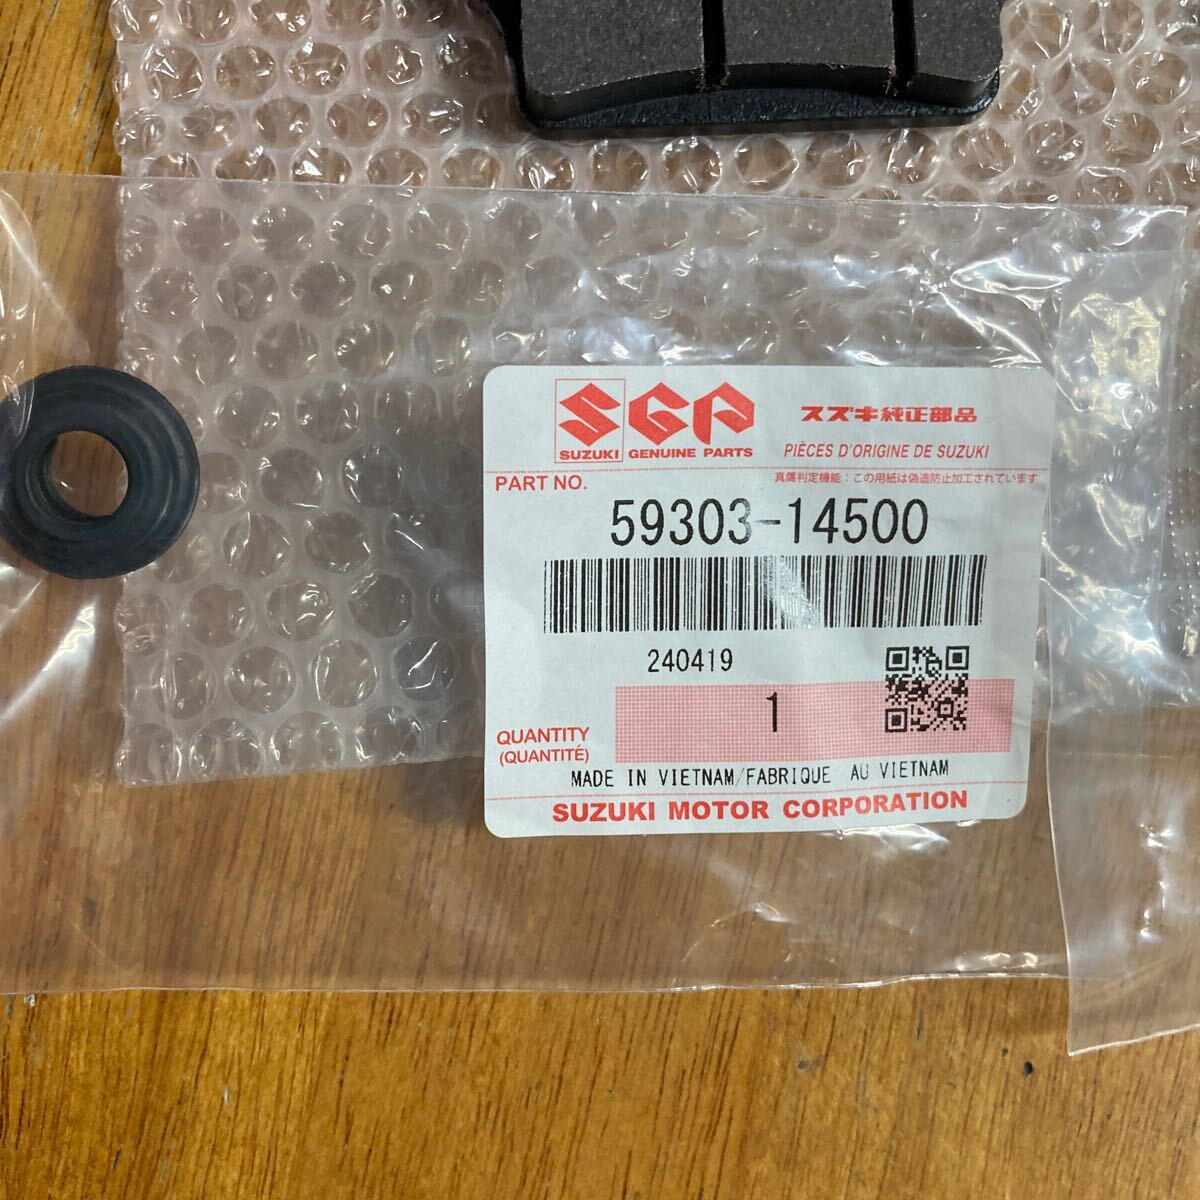 SGP
SUZUKI GENUINE PARTS
スズキ純正部品
PIÈCES D'ORIGINE DE SUZUKI
PART NO.
真贋判定機能：この用紙は偽造防止加工されています
59303-14500
240419
1
QUANTITY
(QUANTITÉ)
MADE IN VIETNAM/FABRIQUE AU VIETNAM
SUZUKI MOTOR CORPORATION